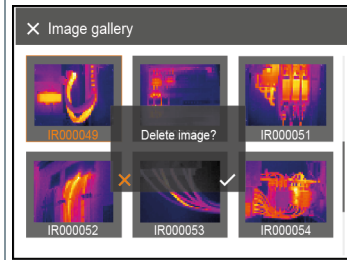 Image gallery
IR000049
Delete image?
IR000051
IR000052
IR000053
IR000054